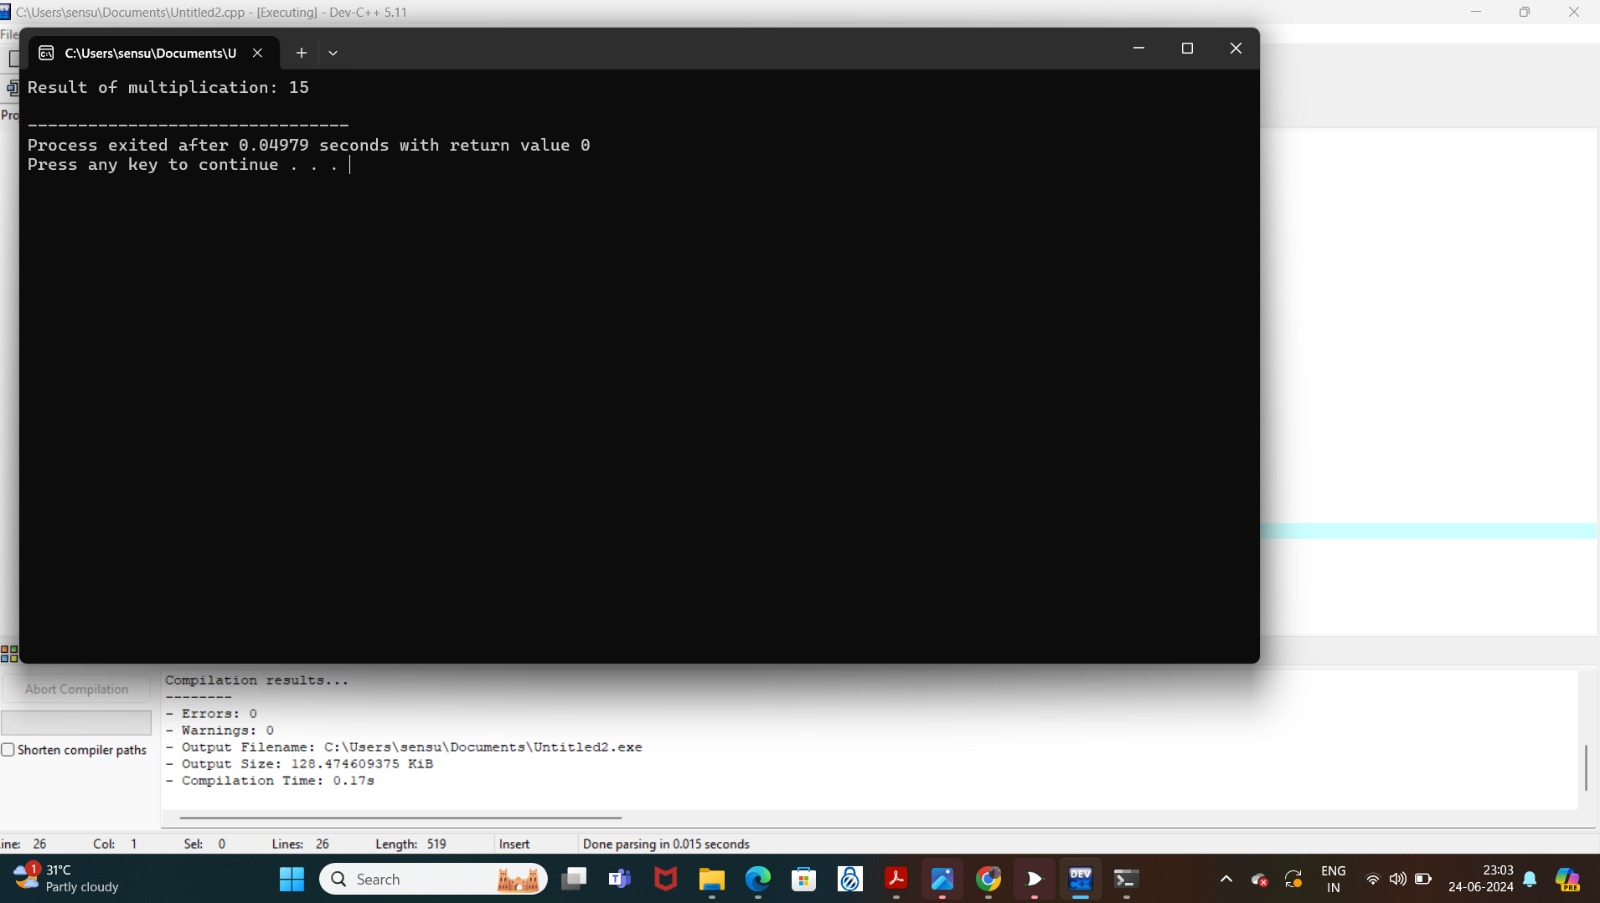 C:\Users\sensu\Documents\Untitled2.cpp - [Executing] - Dev-C++ 5.11
File
C:\Users\sensu\Documents\U
Result of multiplication: 15
Pro
--------------------------------
Process exited after 0.04979 seconds with return value 0
Press any key to continue . . .
Compilation results...
Abort Compilation
--------
- Errors: 0
- Warnings: 0
Shorten compiler paths
- Output Filename: C:\Users\sensu\Documents\Untitled2.exe
- Output Size: 128.474609375 KiB
- Compilation Time: 0.17s
ine: 26 Col: 1 Sel: 0 Lines: 26 Length: 519 Insert Done parsing in 0.015 seconds
1
31°C
Partly cloudy
Search
DEV
ENG
IN
23:03
24-06-2024
PRE